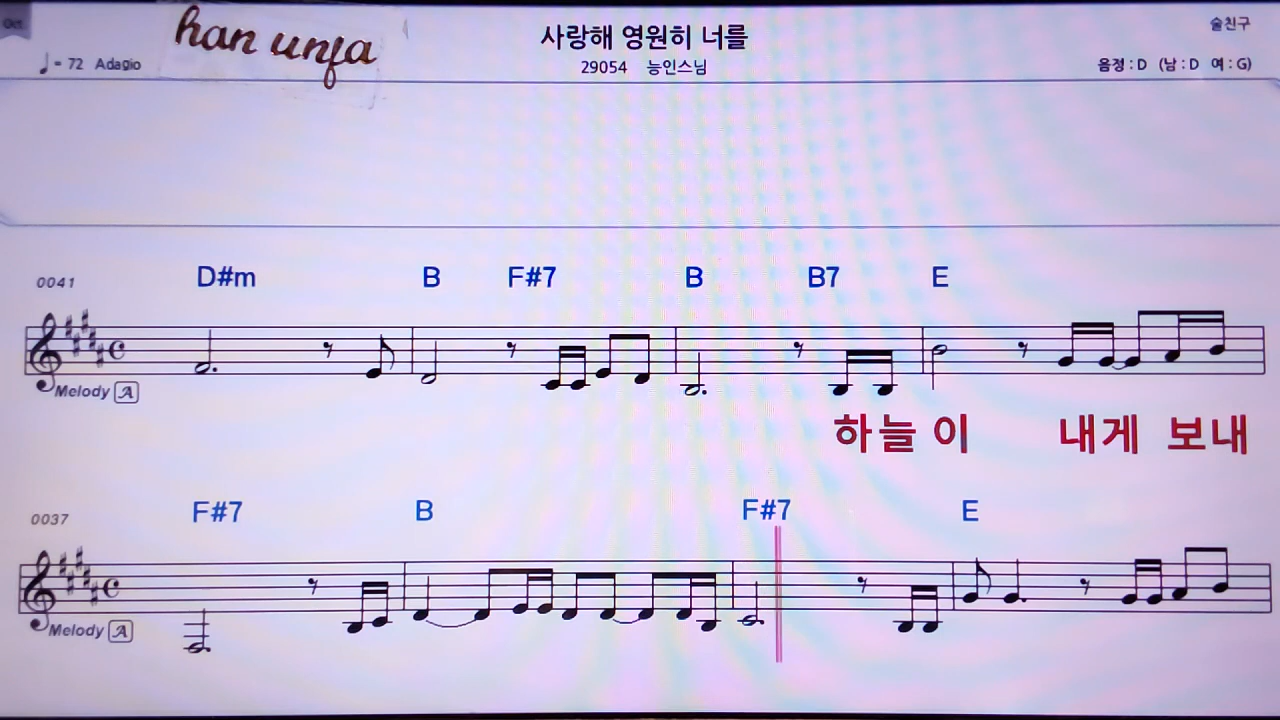 Oct.
han unfa
사랑해 영원히 너를
술친구
♩= 72 Adagio
29054 능인스님
음정 : D (남 : D 여 : G)
0041
D#m B F#7 B B7 E
Melody A
하늘이 내게 보내
0037
F#7 B F#7 E
Melody A